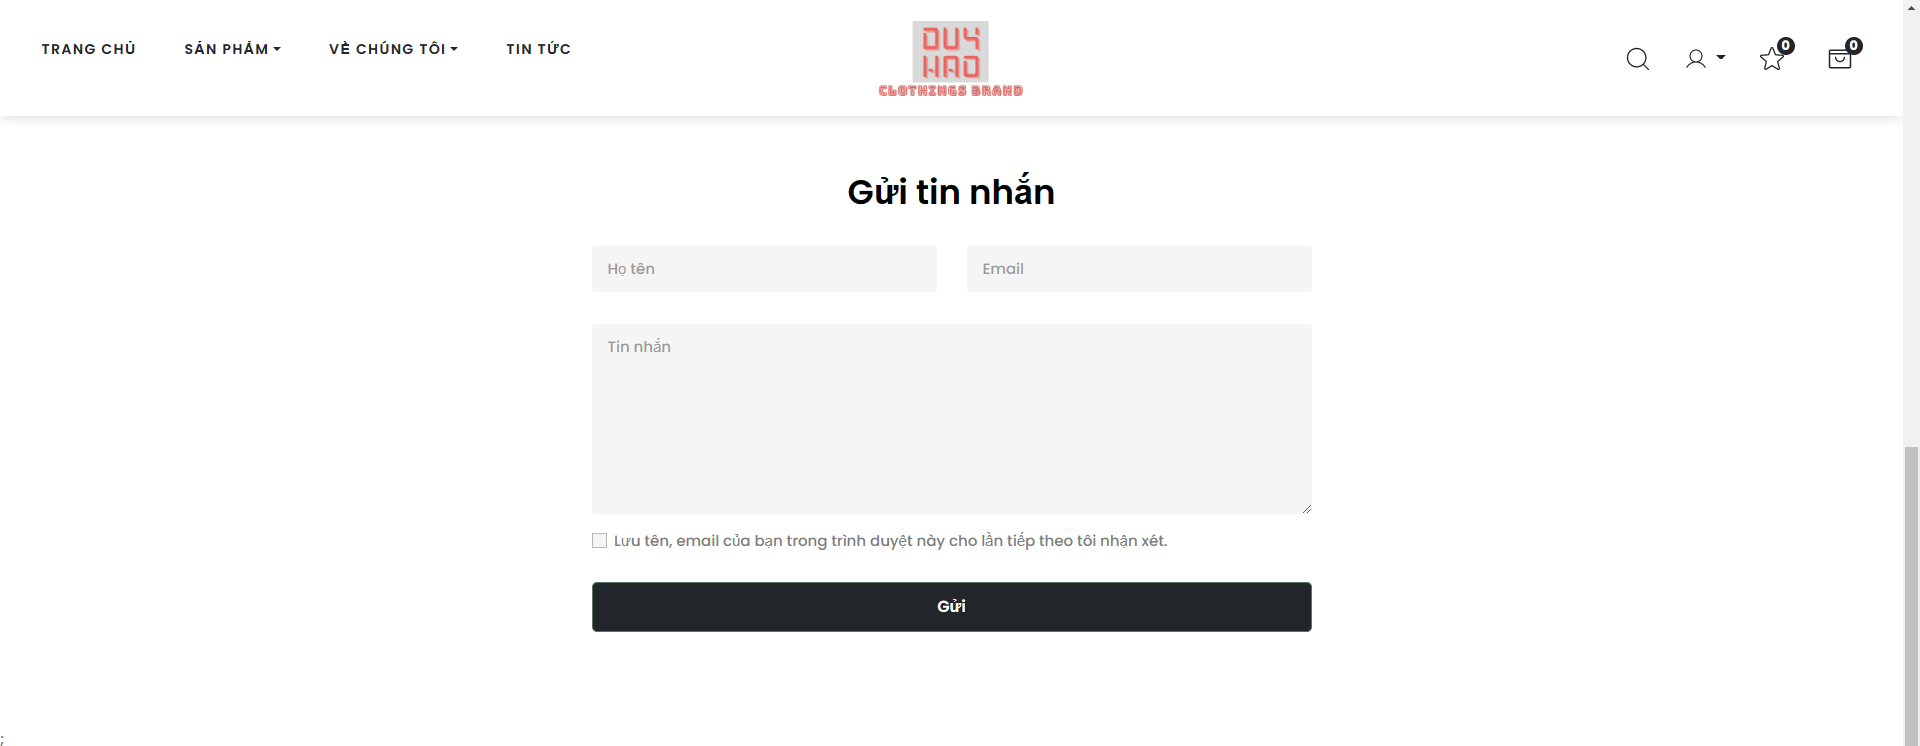 TRANG CHỦ
SẢN PHẨM
VỀ CHÚNG TÔI
TIN TỨC
DUY
HAO
CLOTHINGS BRAND
0
0
Gửi tin nhắn
Họ tên
Email
Tin nhắn
Lưu tên, email của bạn trong trình duyệt này cho lần tiếp theo tôi nhận xét.
Gửi
;